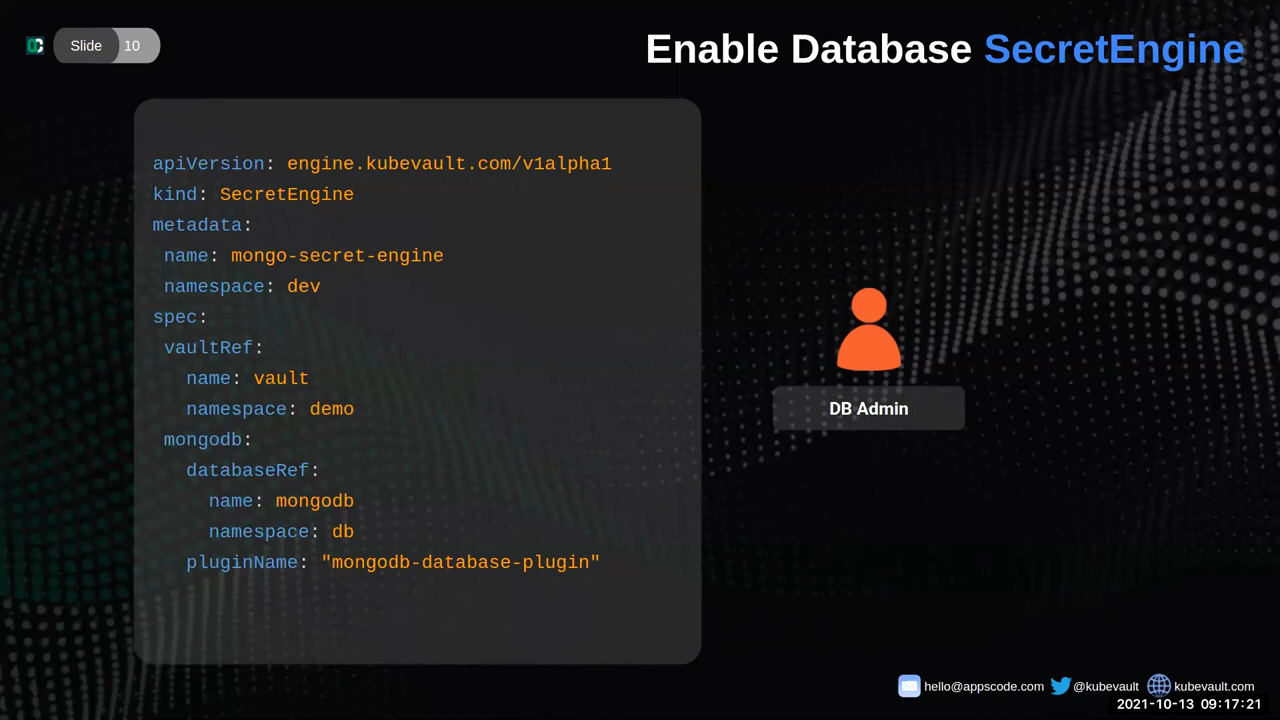 Slide 10
Enable Database SecretEngine
apiVersion: engine.kubevault.com/v1alpha1
kind: SecretEngine
metadata:
 name: mongo-secret-engine
 namespace: dev
spec:
 vaultRef:
   name: vault
   namespace: demo
 mongodb:
   databaseRef:
     name: mongodb
     namespace: db
   pluginName: "mongodb-database-plugin"
DB Admin
hello@appscode.com @kubevault kubevault.com
2021-10-13 09:17:21